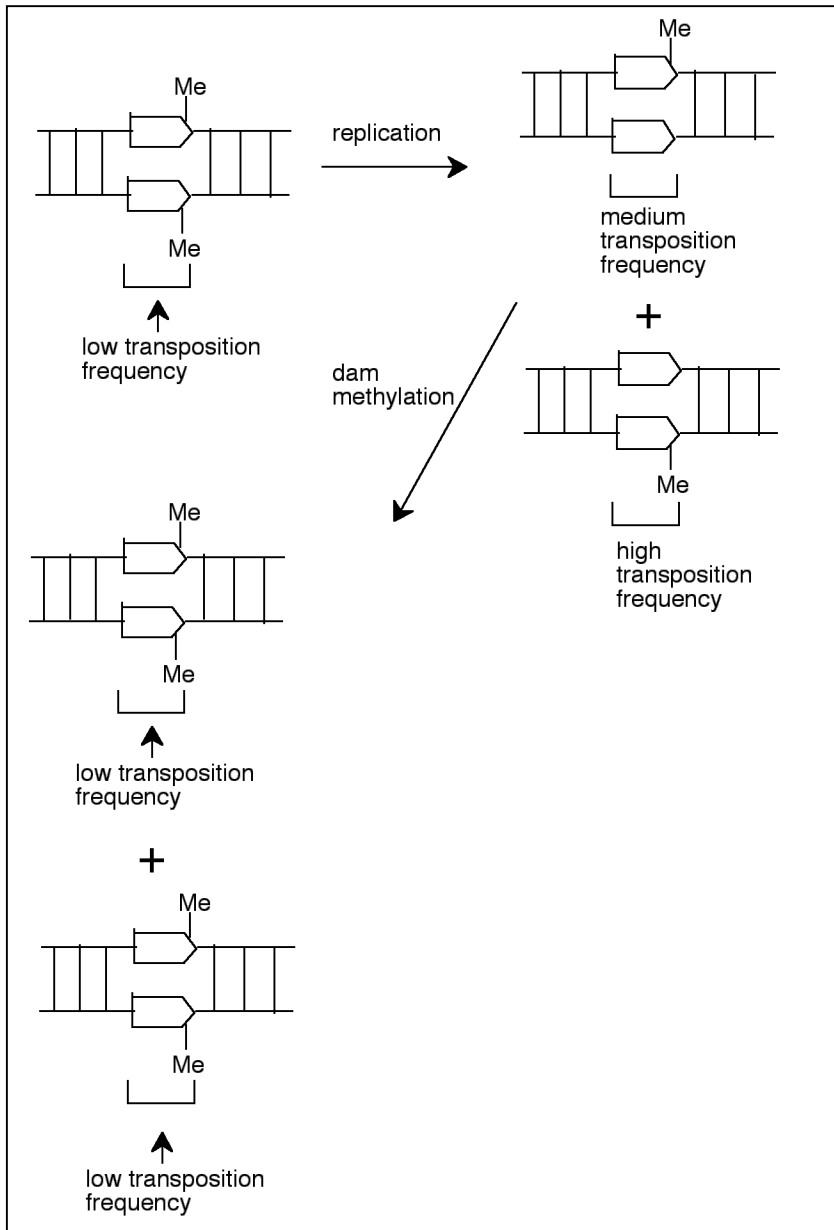 Me
Me
low transposition
frequency
replication
Me
medium
transposition
frequency
+
Me
high
transposition
frequency
dam
methylation
Me
Me
low transposition
frequency
+
Me
Me
low transposition
frequency